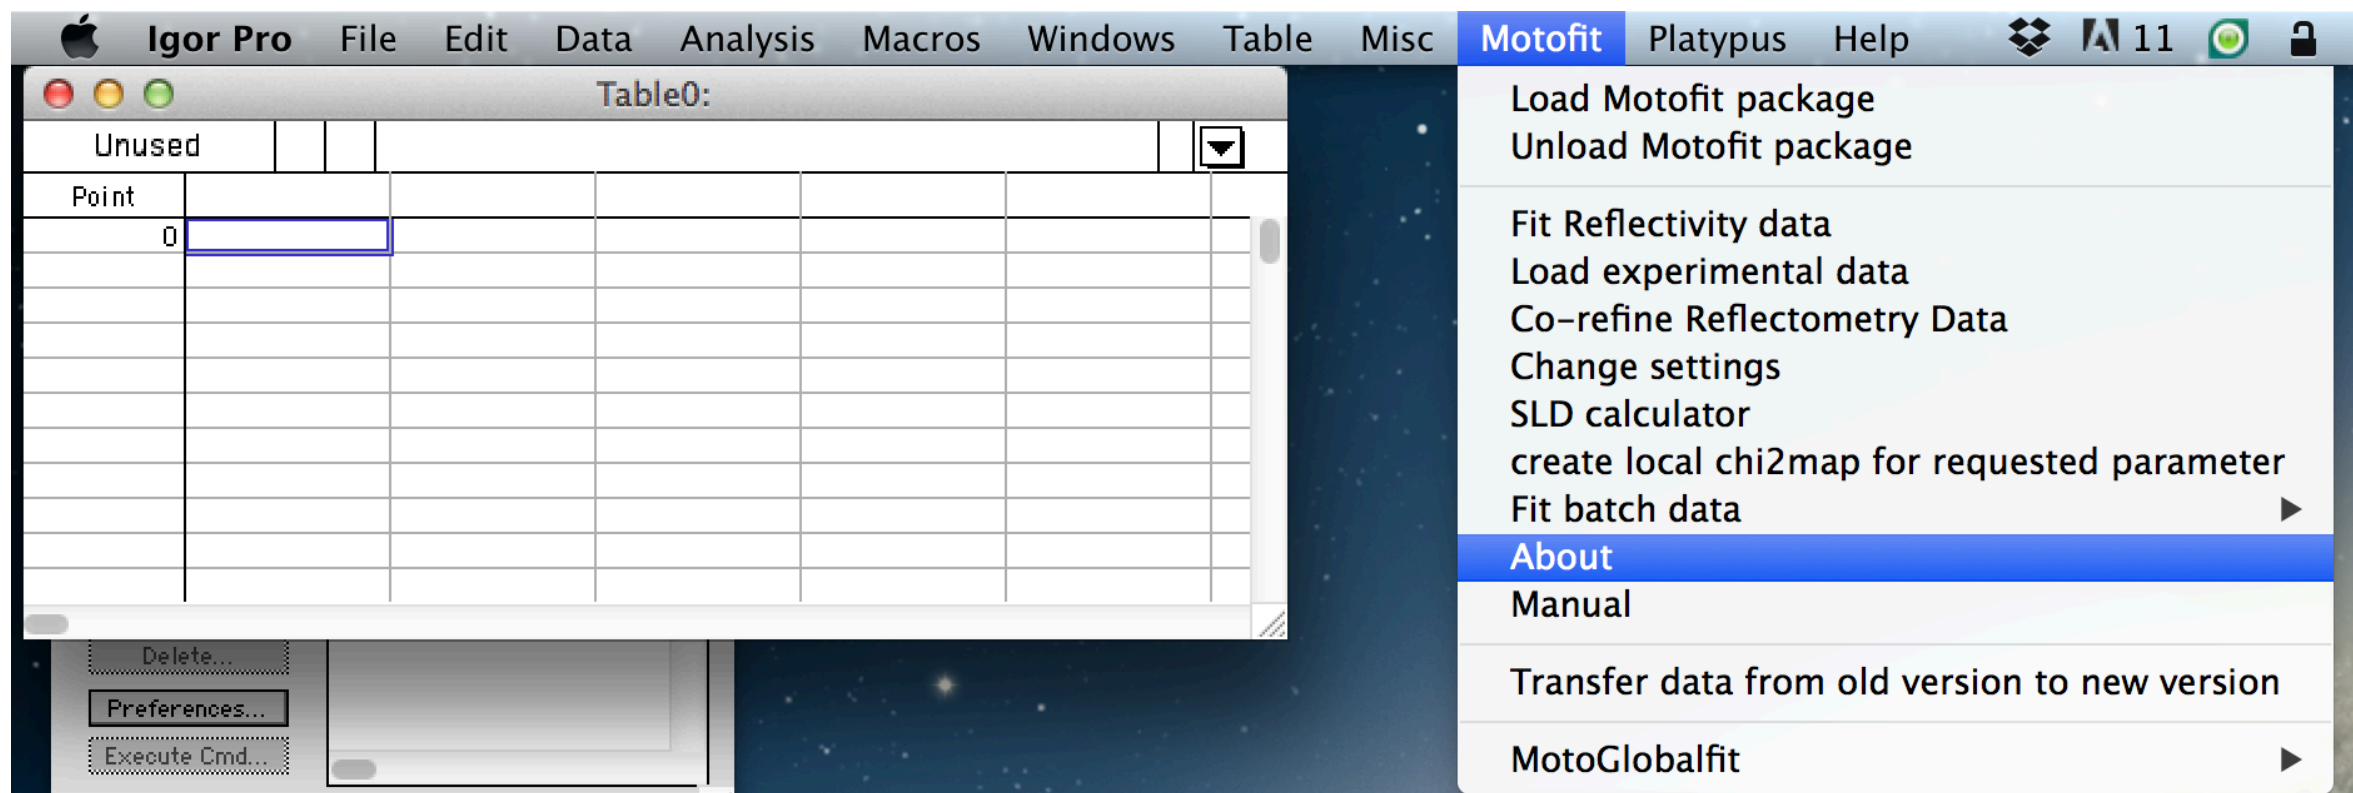 Igor Pro File Edit Data Analysis Macros Windows Table Misc Motofit Platypus Help 11
Table0:
Unused
Point
0
Delete...
Preferences...
Execute Cmd...
Load Motofit package
Unload Motofit package
Fit Reflectivity data
Load experimental data
Co-refine Reflectometry Data
Change settings
SLD calculator
create local chi2map for requested parameter
Fit batch data
About
Manual
Transfer data from old version to new version
MotoGlobalfit